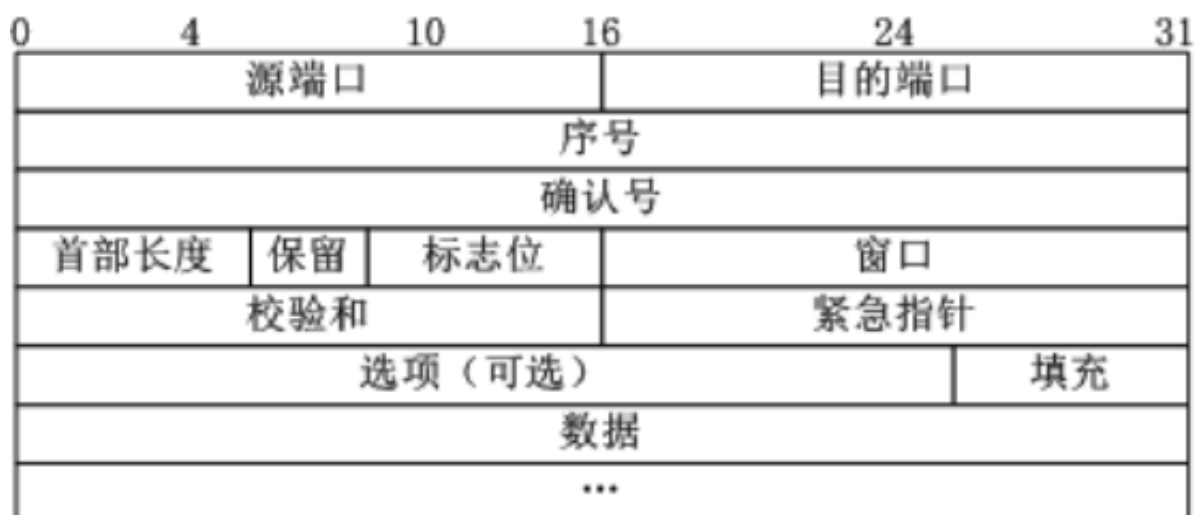 0 4 10 16 24 31
源端口 目的端口
序号
确认号
首部长度 保留 标志位 窗口
校验和 紧急指针
选项（可选） 填充
数据
…